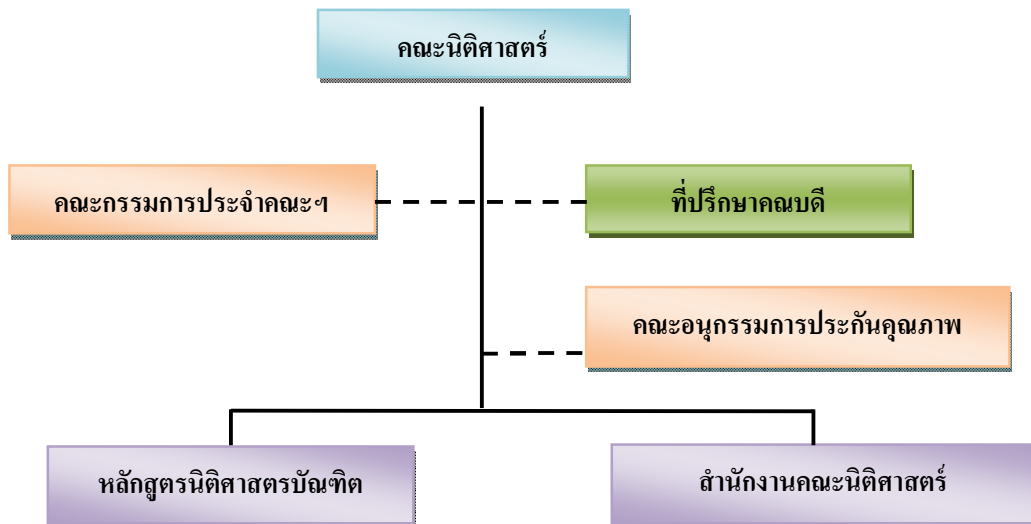 คณะนิติศาสตร์
คณะกรรมการประจำคณะฯ
ที่ปรึกษาคณบดี
คณะอนุกรรมการประกันคุณภาพ
หลักสูตรนิติศาสตรบัณฑิต
สำนักงานคณะนิติศาสตร์